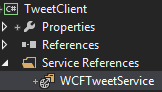 C# TweetClient
Properties
References
Service References
WCFTweetService